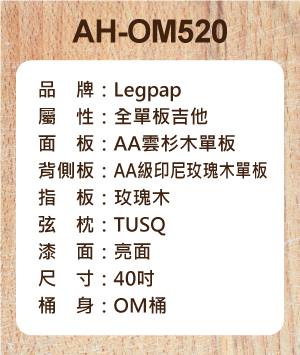 AH-OM520
品　牌：Legpap
屬　性：全單板吉他
面　板：AA雲杉木單板
背側板：AA級印尼玫瑰木單板
指　板：玫瑰木
弦　枕：TUSQ
漆　面：亮面
尺　寸：40吋
桶　身：OM桶